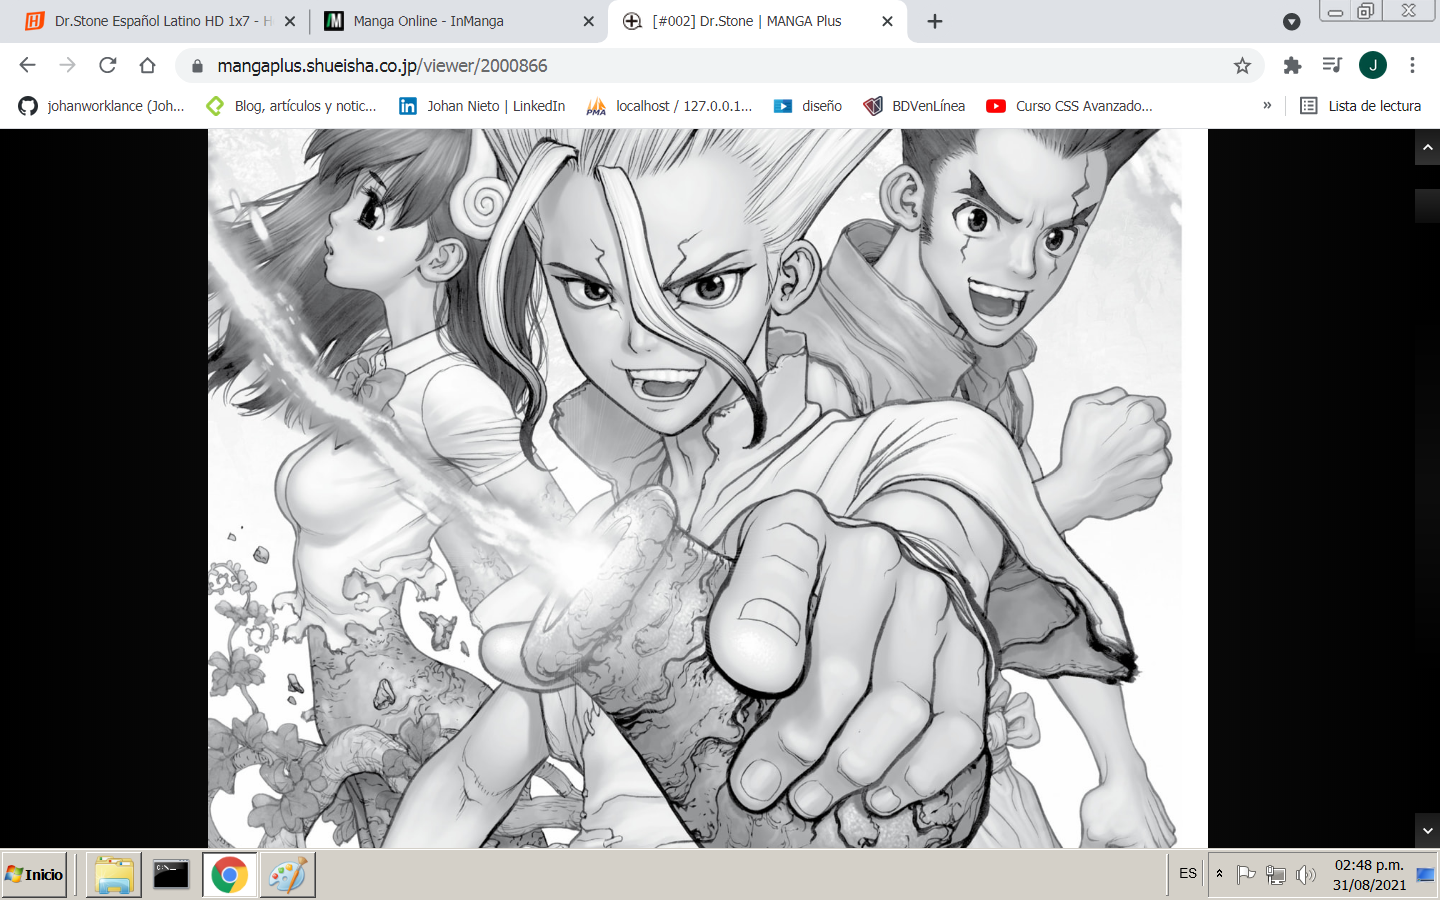 Dr.Stone Español Latino HD 1x7 - H
Manga Online - InManga
[#002] Dr.Stone | MANGA Plus
mangaplus.shueisha.co.jp/viewer/2000866
J
johanworklance (Joh...
Blog, artículos y notic...
Johan Nieto | LinkedIn
localhost / 127.0.0.1...
diseño
BDVenLínea
Curso CSS Avanzado...
»
Lista de lectura
Inicio
ES
02:48 p.m.
31/08/2021